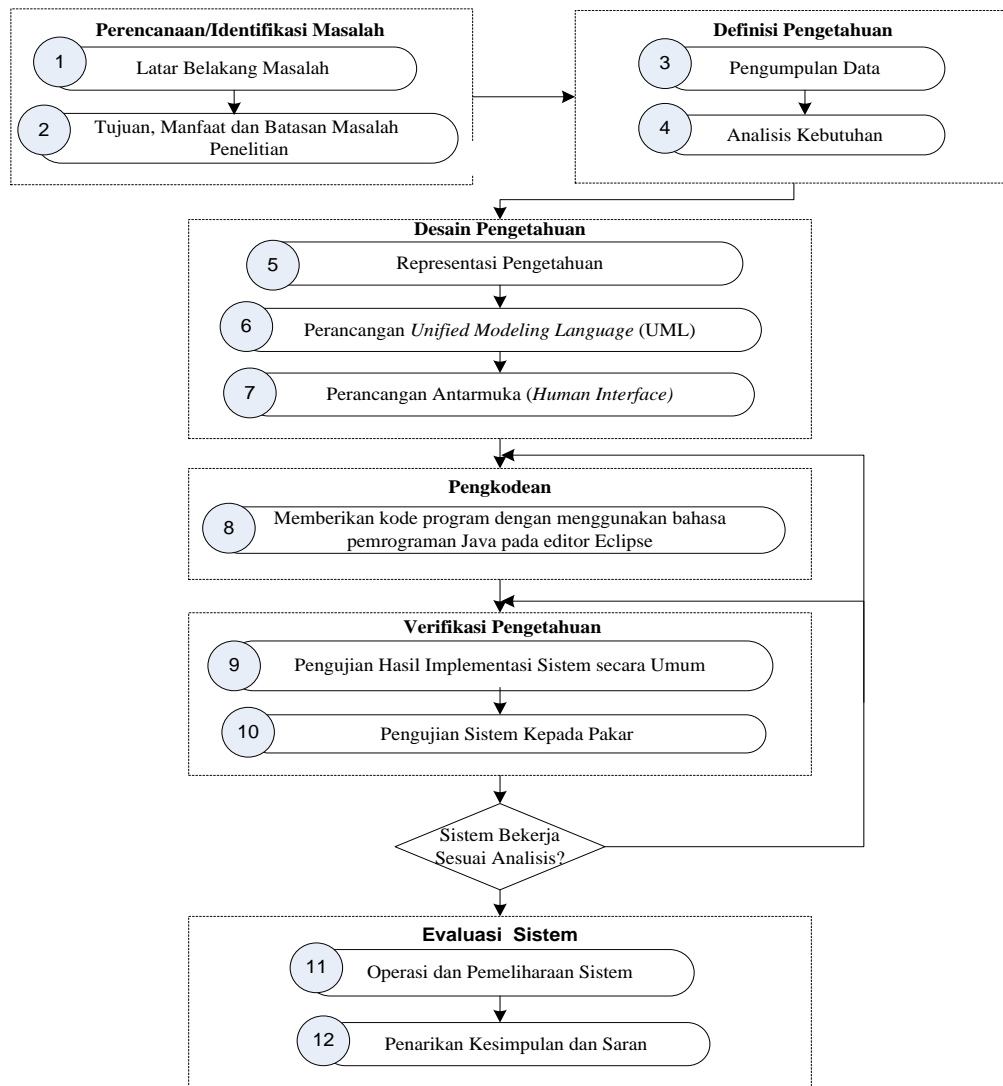 Perencanaan/Identifikasi Masalah
1
Latar Belakang Masalah
2
Tujuan, Manfaat dan Batasan Masalah
Penelitian
Definisi Pengetahuan
3
Pengumpulan Data
4
Analisis Kebutuhan
Desain Pengetahuan
5
Representasi Pengetahuan
6
Perancangan Unified Modeling Language (UML)
7
Perancangan Antarmuka (Human Interface)
Pengkodean
8
Memberikan kode program dengan menggunakan bahasa
pemrograman Java pada editor Eclipse
Verifikasi Pengetahuan
9
Pengujian Hasil Implementasi Sistem secara Umum
10
Pengujian Sistem Kepada Pakar
Sistem Bekerja
Sesuai Analisis?
Evaluasi Sistem
11
Operasi dan Pemeliharaan Sistem
12
Penarikan Kesimpulan dan Saran